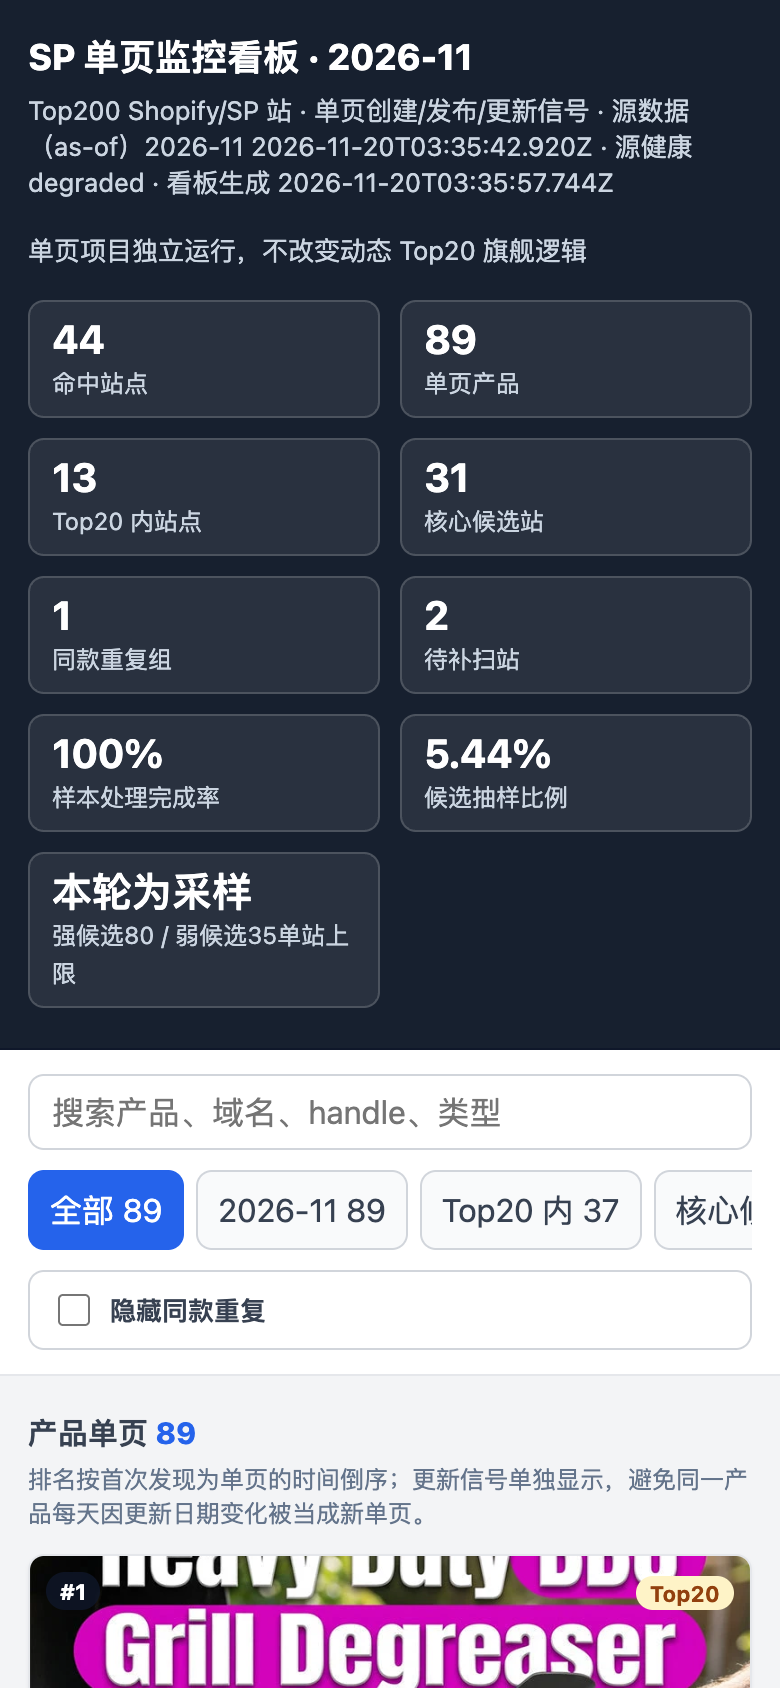 SP 单页监控看板 · 2026-11
Top200 Shopify/SP 站 · 单页创建/发布/更新信号 · 源数据
（as-of）2026-11 2026-11-20T03:35:42.920Z · 源健康
degraded · 看板生成 2026-11-20T03:35:57.744Z
单页项目独立运行，不改变动态 Top20 旗舰逻辑
44
命中站点
89
单页产品
13
Top20 内站点
31
核心候选站
1
同款重复组
2
待补扫站
100%
样本处理完成率
5.44%
候选抽样比例
本轮为采样
强候选80 / 弱候选35单站上
限
搜索产品、域名、handle、类型
全部 89
2026-11 89
Top20 内 37
核心候
隐藏同款重复
产品单页 89
排名按首次发现为单页的时间倒序；更新信号单独显示，避免同一产
品每天因更新日期变化被当成新单页。
#1
Top20
Heavy Duty BBQ
Grill Degreaser